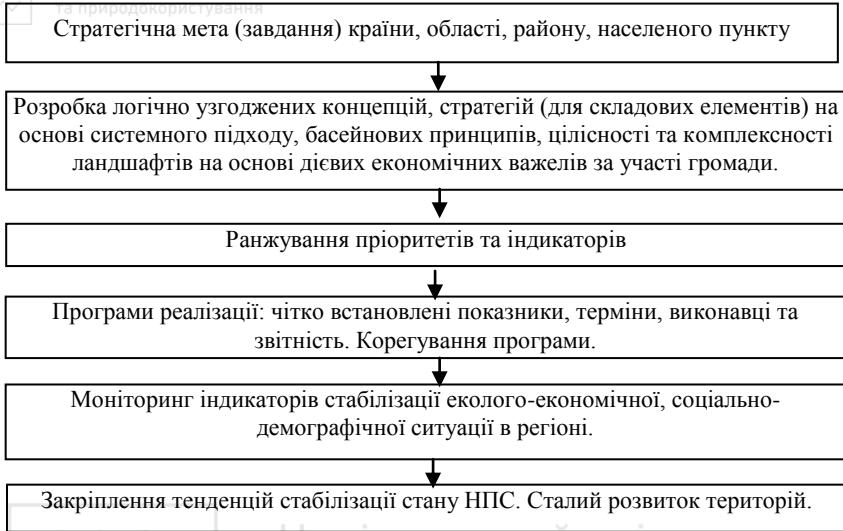 та природокористування
Стратегічна мета (завдання) країни, області, району, населеного пункту
Розробка логічно узгоджених концепцій, стратегій (для складових елементів) на
основі системного підходу, басейнових принципів, цілісності та комплексності
ландшафтів на основі дієвих економічних важелів за участі громади.
Ранжування пріоритетів та індикаторів
Програми реалізації: чітко встановлені показники, терміни, виконавці та
звітність. Корегування програми.
Моніторинг індикаторів стабілізації еколого-економічної, соціально-
демографічної ситуації в регіоні.
Закріплення тенденцій стабілізації стану НПС. Сталий розвиток територій.